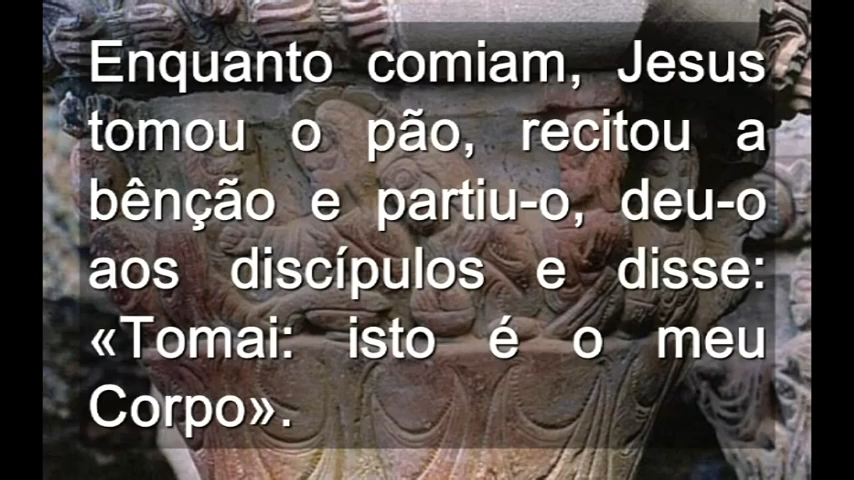 Enquanto comiam, Jesus
tomou o pão, recitou a
bênção e partiu-o, deu-o
aos discípulos e disse:
«Tomai: isto é o meu
Corpo».